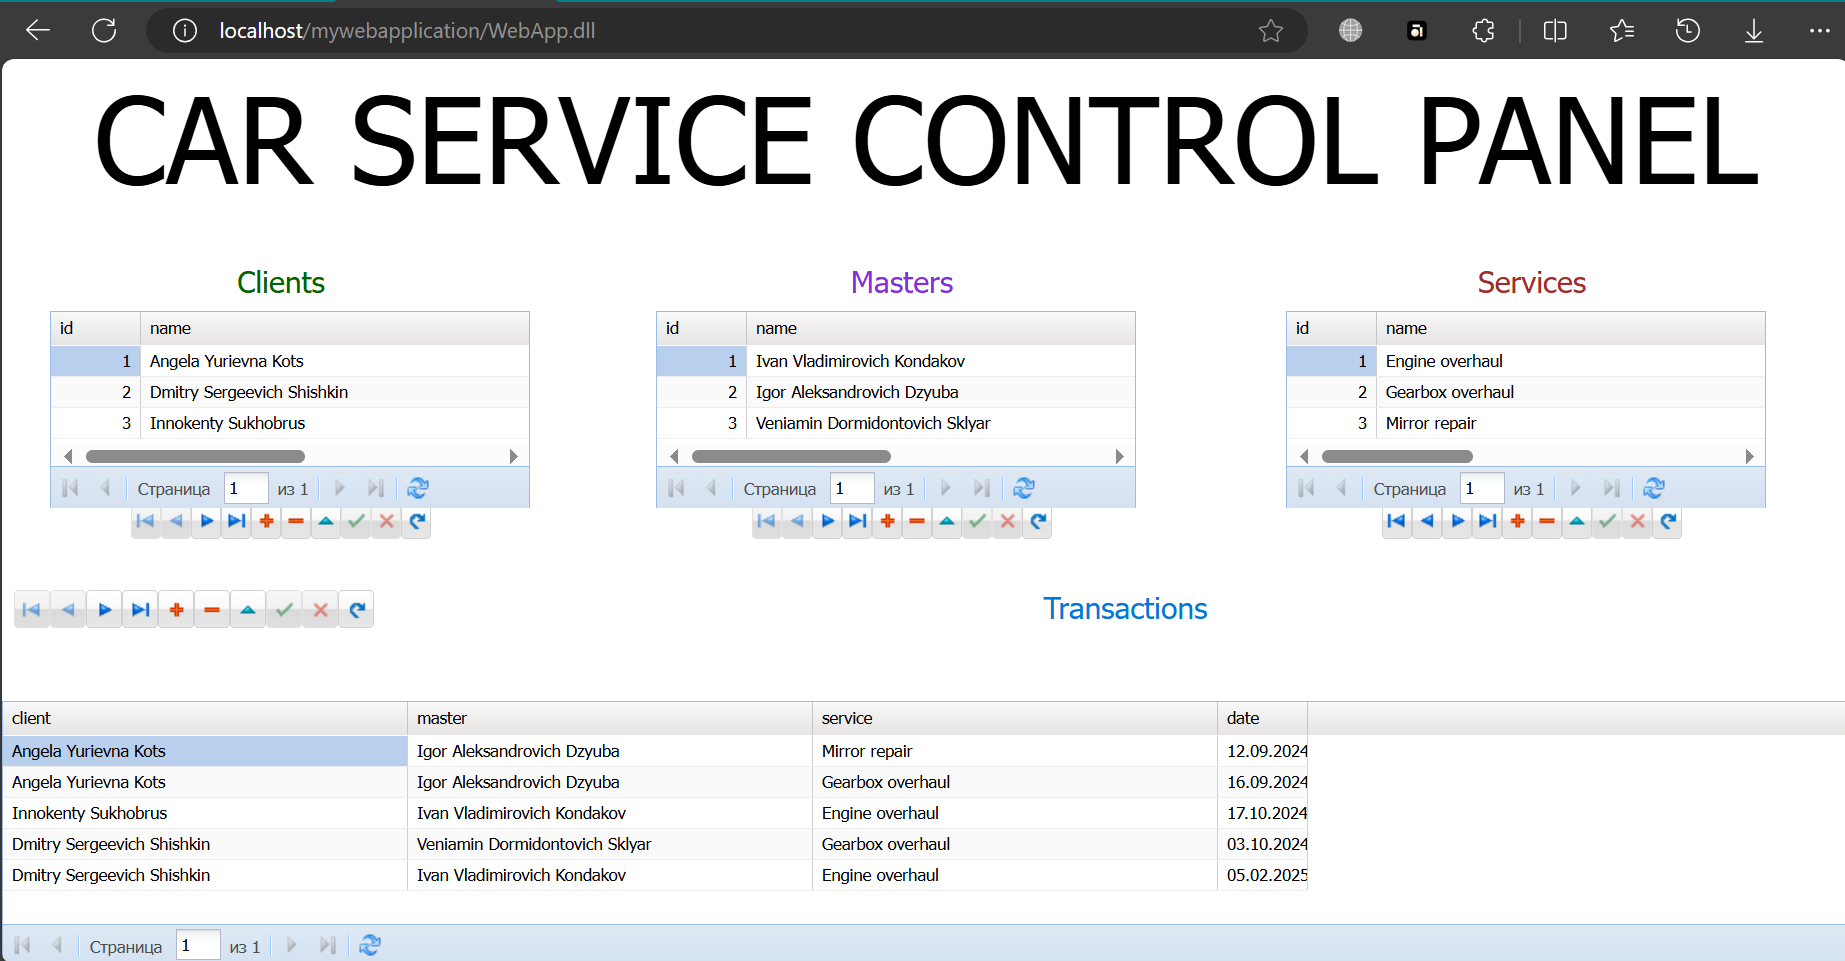 localhost/mywebapplication/WebApp.dll
CAR SERVICE CONTROL PANEL
Clients
id name
1 Angela Yurievna Kots
2 Dmitry Sergeevich Shishkin
3 Innokenty Sukhobrus
Страница 1 из 1
Masters
id name
1 Ivan Vladimirovich Kondakov
2 Igor Aleksandrovich Dzyuba
3 Veniamin Dormidontovich Sklyar
Страница 1 из 1
Services
id name
1 Engine overhaul
2 Gearbox overhaul
3 Mirror repair
Страница 1 из 1
Transactions
client master service date
Angela Yurievna Kots Igor Aleksandrovich Dzyuba Mirror repair 12.09.2024
Angela Yurievna Kots Igor Aleksandrovich Dzyuba Gearbox overhaul 16.09.2024
Innokenty Sukhobrus Ivan Vladimirovich Kondakov Engine overhaul 17.10.2024
Dmitry Sergeevich Shishkin Veniamin Dormidontovich Sklyar Gearbox overhaul 03.10.2024
Dmitry Sergeevich Shishkin Ivan Vladimirovich Kondakov Engine overhaul 05.02.2025
Страница 1 из 1